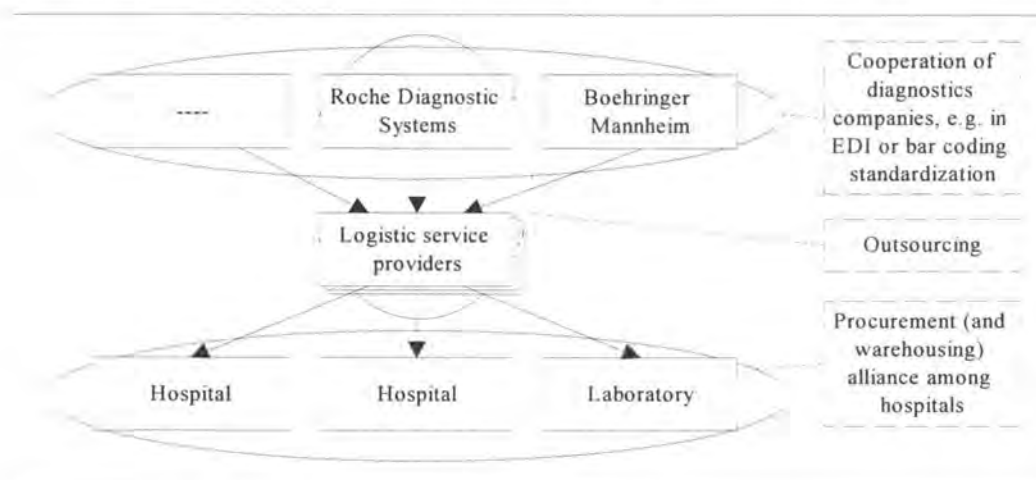 ----
Roche Diagnostic
Systems
Boehringer
Mannheim
Cooperation of
diagnostics
companies, e.g. in
EDI or bar coding
standardization
Logistic service
providers
Outsourcing
Procurement (and
warehousing)
alliance among
hospitals
Hospital
Hospital
Laboratory